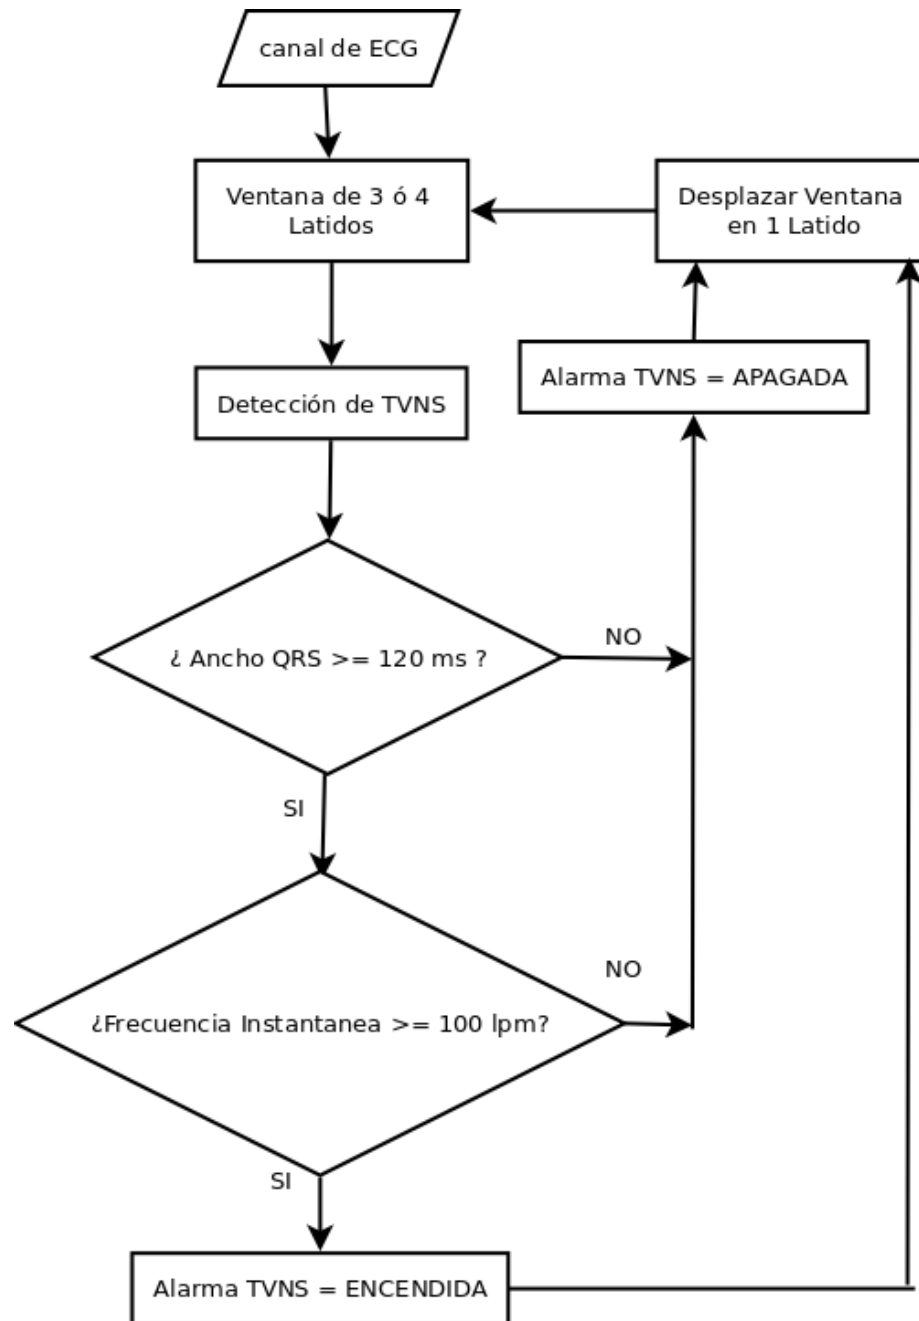 canal de ECG
Ventana de 3 ó 4
Latidos
Desplazar Ventana
en 1 Latido
Alarma TVNS = APAGADA
Detección de TVNS
¿ Ancho QRS >= 120 ms ?
NO
SI
¿Frecuencia Instantanea >= 100 lpm?
NO
SI
Alarma TVNS = ENCENDIDA